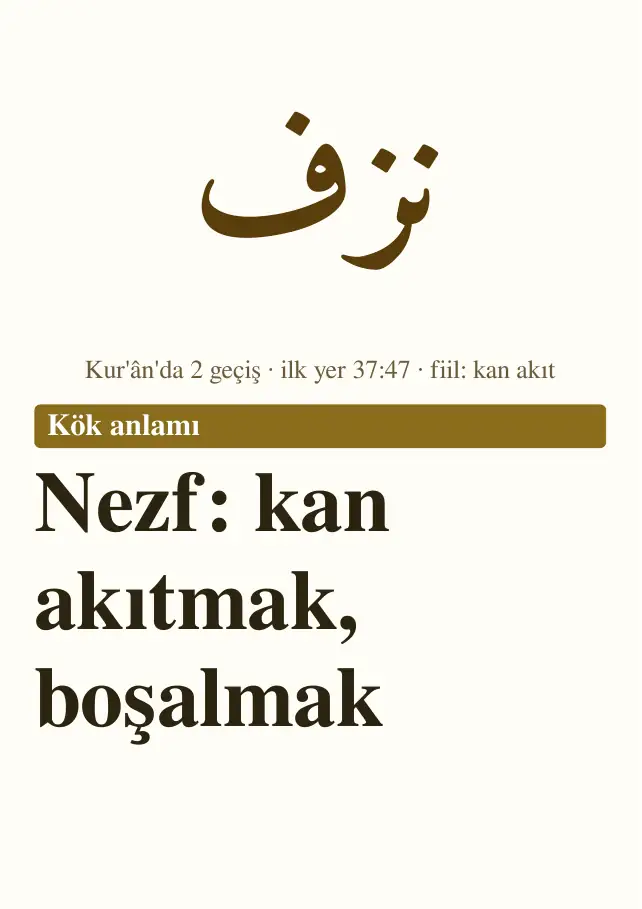 نزف
Kur'ân'da 2 geçiş · ilk yer 37:47 · fiil: kan akıt
Kök anlamı
Nezf: kan
akıtmak,
boşalmak